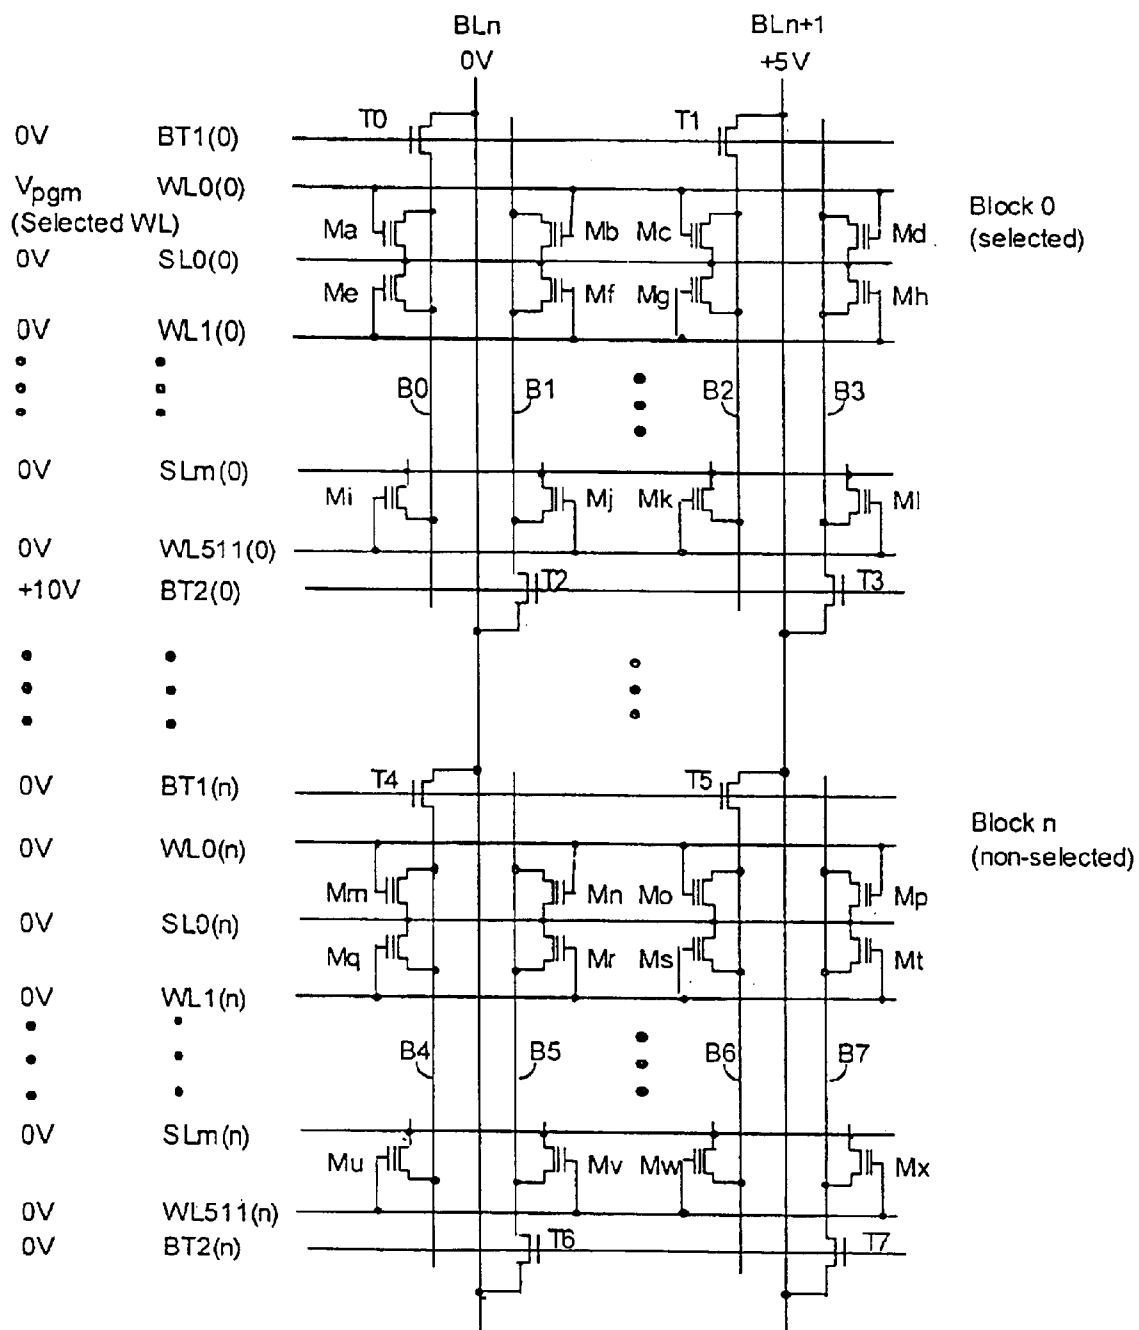 BLn BLn+1
0V +5V
0V BT1(0) T0 T1
Vpgm WL0(0) Block 0
(Selected WL) Ma Mb Mc Md (selected)
0V SL0(0)
Me Mf Mg Mh
0V WL1(0)
B0 B1 B2 B3
0V SLm(0)
Mi Mj Mk Ml
0V WL511(0)
+10V BT2(0) T2 T3
0V BT1(n) T4 T5
0V WL0(n) Block n
(non-selected)
Mm Mn Mo Mp
0V SL0(n)
Mq Mr Ms Mt
0V WL1(n)
B4 B5 B6 B7
0V SLm(n)
Mu Mv Mw Mx
0V WL511(n)
0V BT2(n) T6 T7